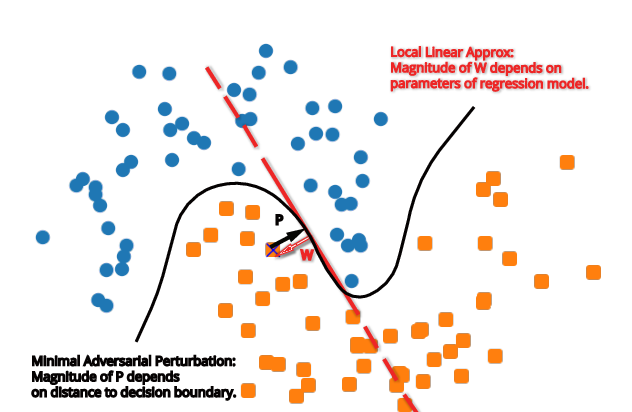 Local Linear Approx:
Magnitude of W depends on
parameters of regression model.
P
W
Minimal Adversarial Perturbation:
Magnitude of P depends
on distance to decision boundary.